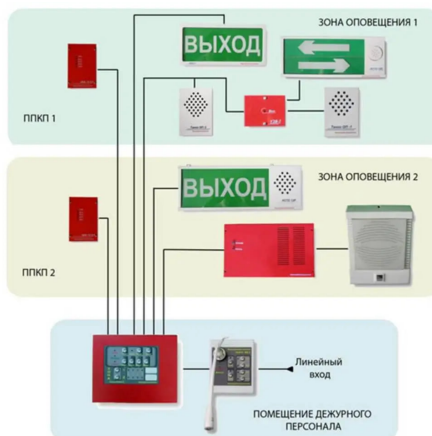 ЗОНА ОПОВЕЩЕНИЯ 1
ВЫХОД
ППКП 1
ЗОНА ОПОВЕЩЕНИЯ 2
ВЫХОД
ППКП 2
Линейный
вход
ПОМЕЩЕНИЕ ДЕЖУРНОГО
ПЕРСОНАЛА